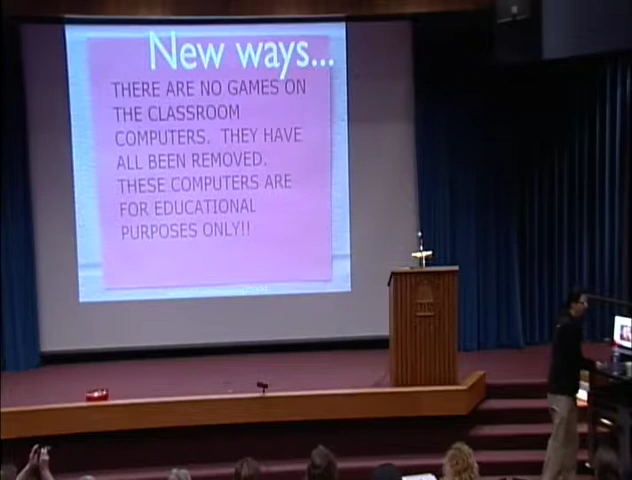 New ways...
THERE ARE NO GAMES ON
THE CLASSROOM
COMPUTERS. THEY HAVE
ALL BEEN REMOVED.
THESE COMPUTERS ARE
FOR EDUCATIONAL
PURPOSES ONLY!!